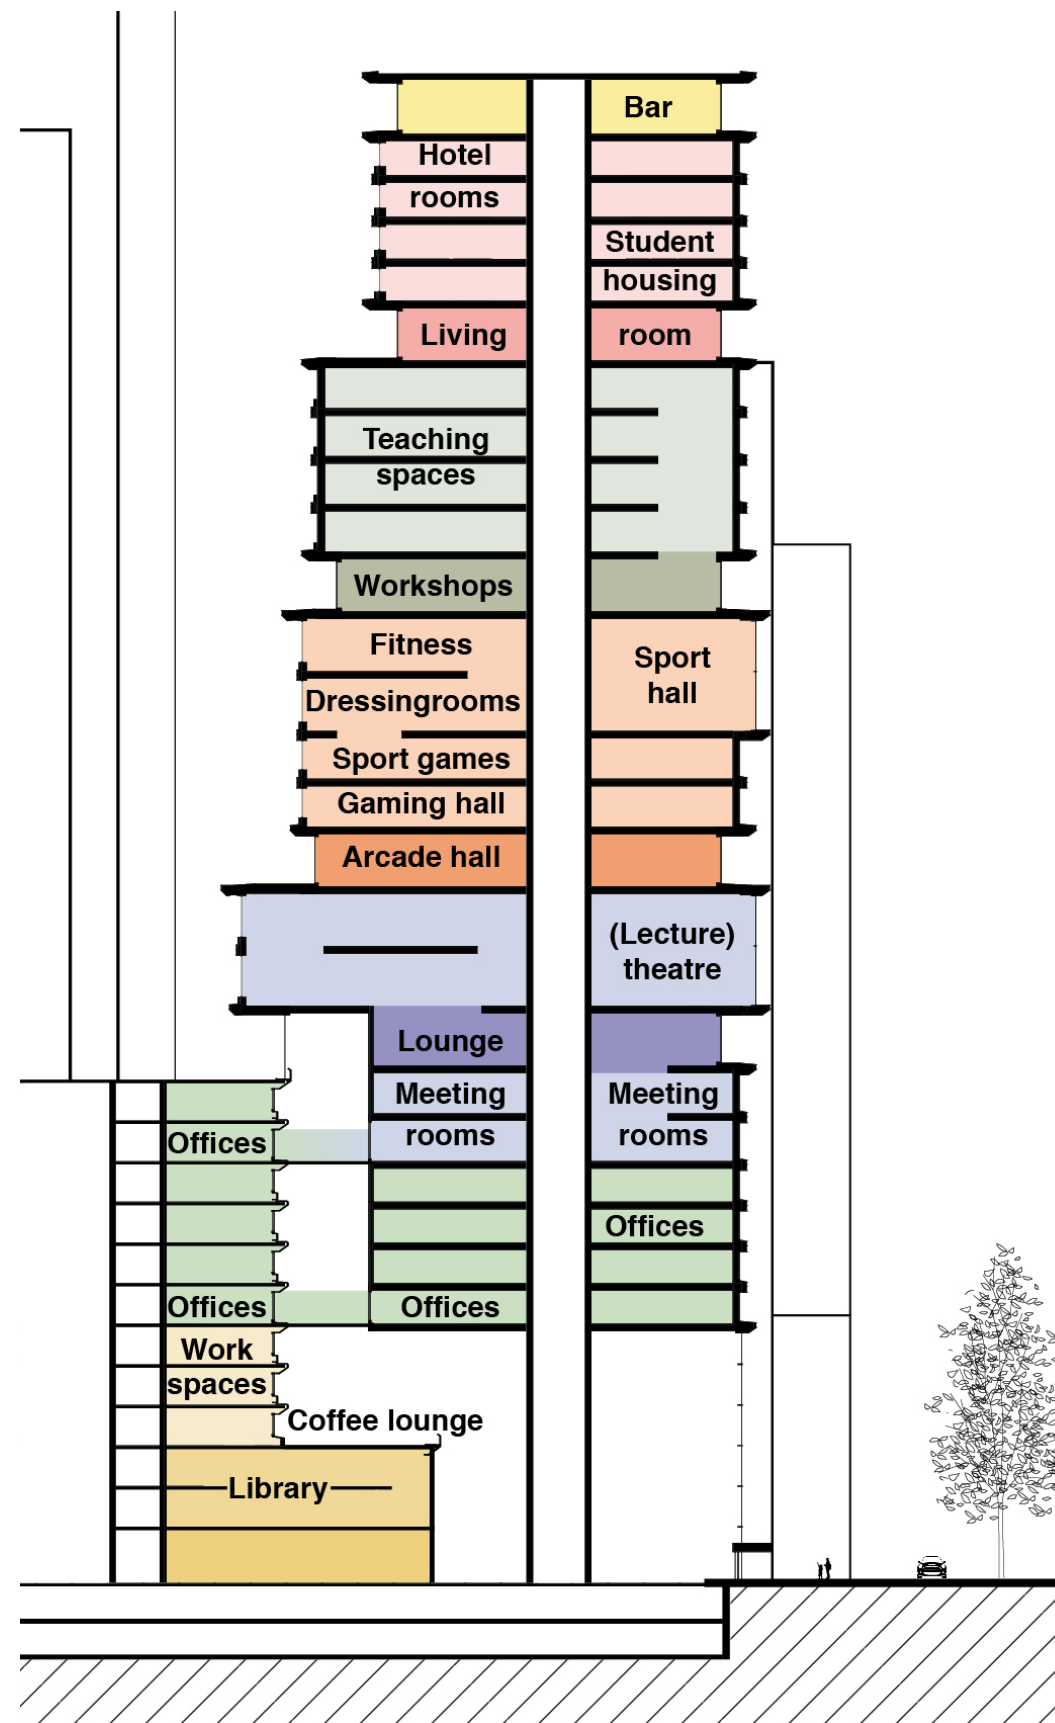 Bar
Hotel
rooms
Student
housing
Living room
Teaching
spaces
Workshops
Fitness
Sport
hall
Dressingrooms
Sport games
Gaming hall
Arcade hall
(Lecture)
theatre
Lounge
Meeting
rooms
Meeting
rooms
Offices
Offices
Offices
Offices
Work
spaces
Coffee lounge
Library